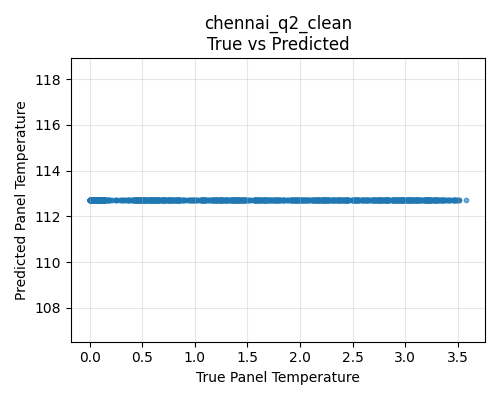 chennai_q2_clean
True vs Predicted
118
116
114
112
110
108
Predicted Panel Temperature
0.0 0.5 1.0 1.5 2.0 2.5 3.0 3.5
True Panel Temperature